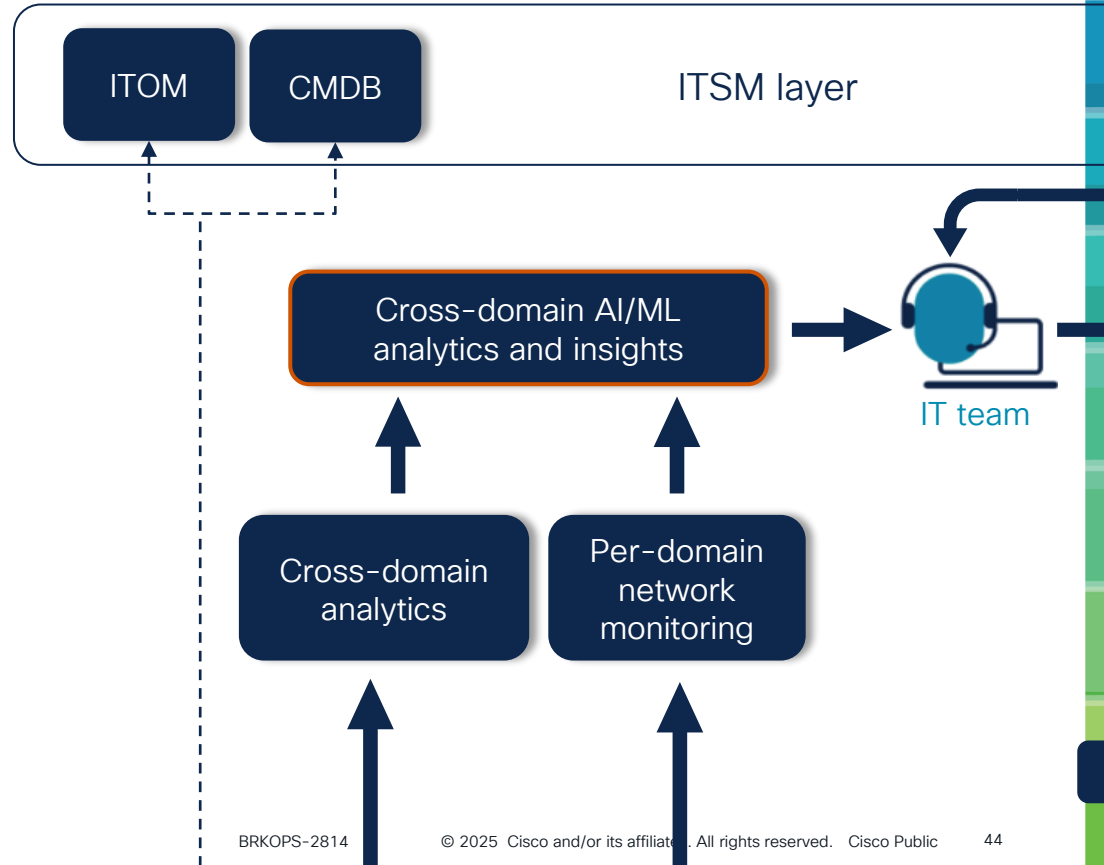 ITOM
CMDB
ITSM layer
Cross-domain AI/ML
analytics and insights
IT team
Cross-domain
analytics
Per-domain
network
monitoring
BRKOPS-2814 © 2025 Cisco and/or its affiliate . All rights reserved. Cisco Public 44